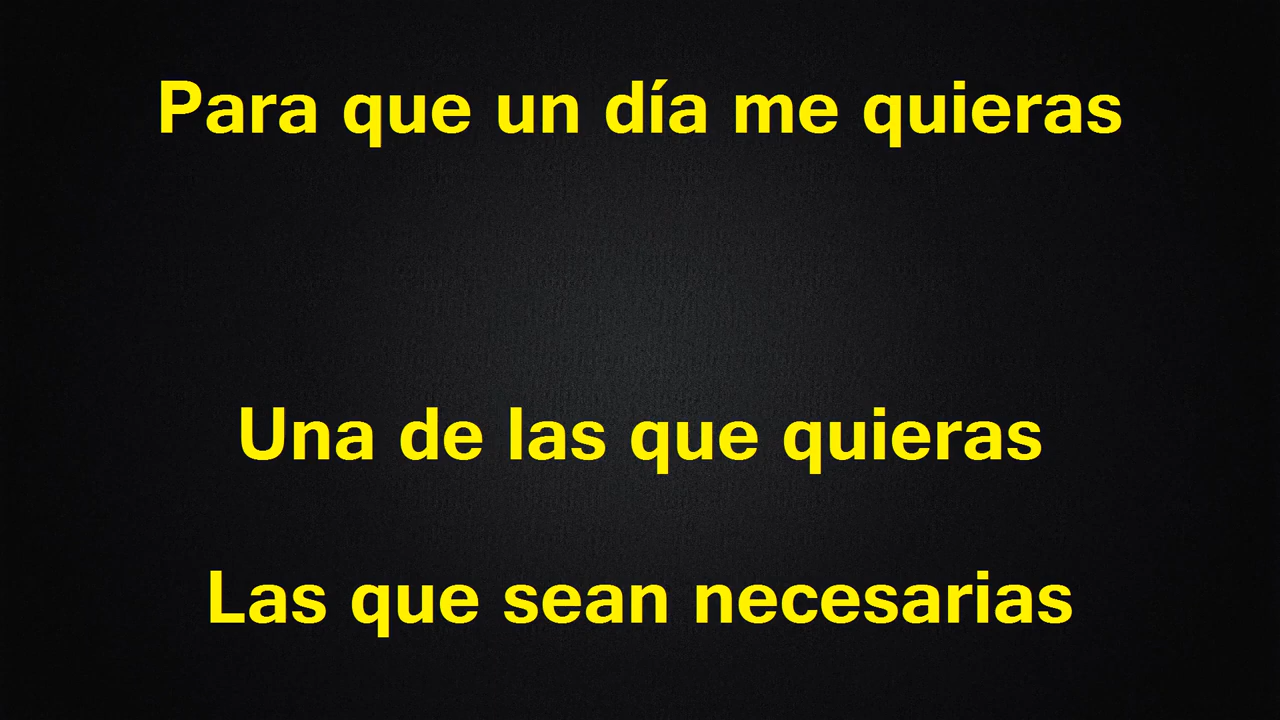 Para que un día me quieras
Una de las que quieras
Las que sean necesarias